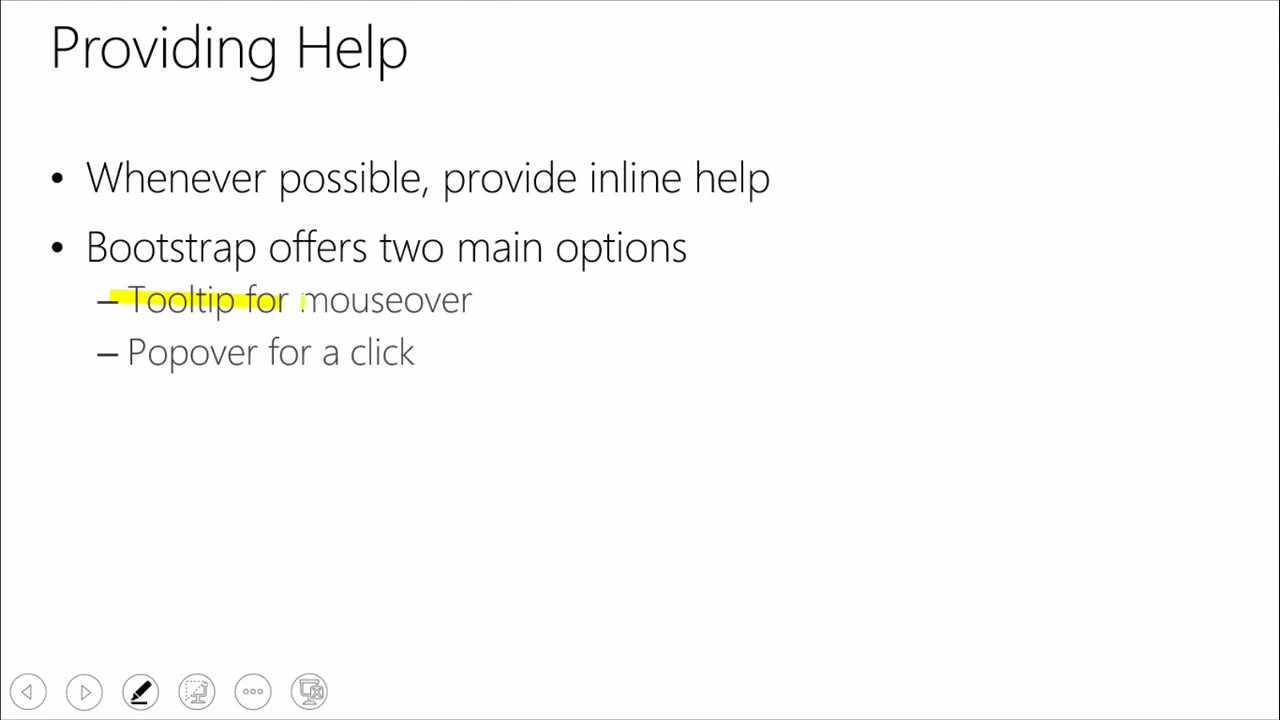 Providing Help
• Whenever possible, provide inline help
• Bootstrap offers two main options
– Tooltip for mouseover
– Popover for a click